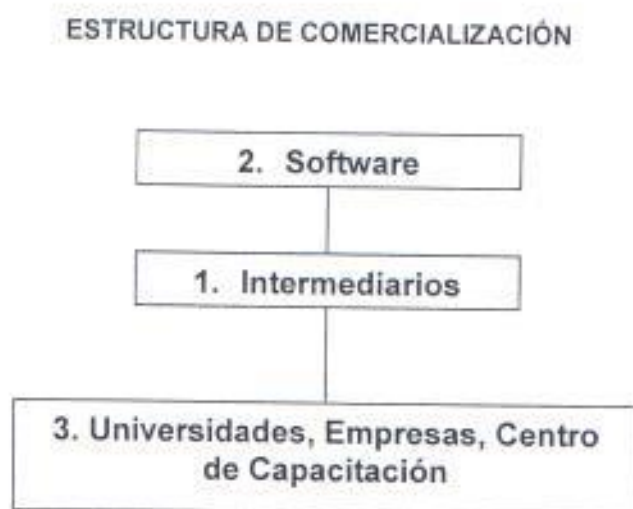 ESTRUCTURA DE COMERCIALIZACIÓN
2. Software
1. Intermediarios
3. Universidades, Empresas, Centro
de Capacitación